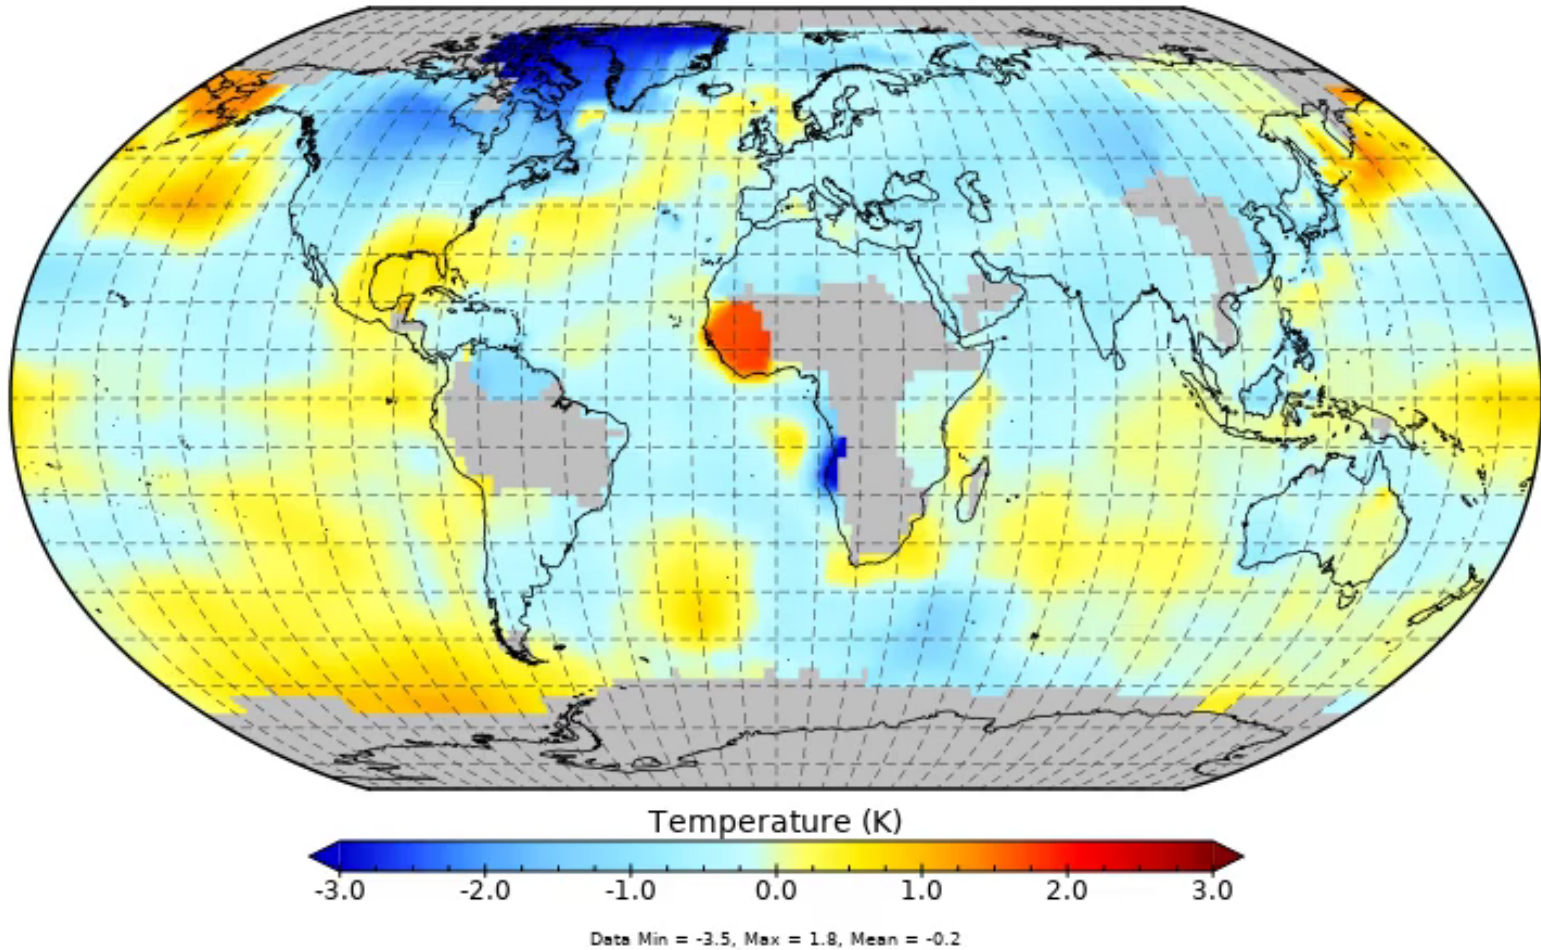 Temperature (K)
-3.0 -2.0 -1.0 0.0 1.0 2.0 3.0
Data Min = -3.5, Max = 1.8, Mean = -0.2